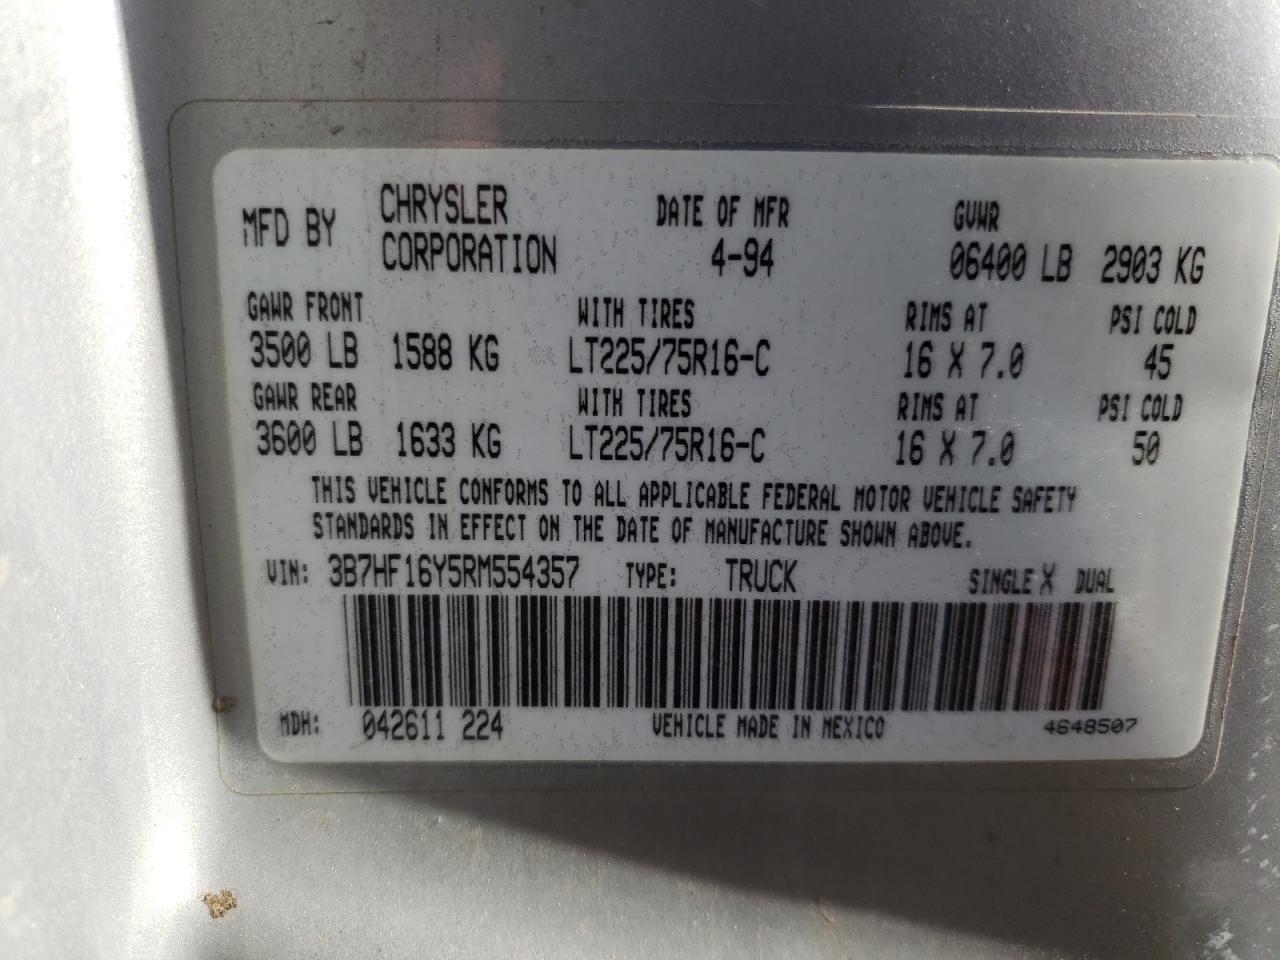 MFD BY CHRYSLER CORPORATION DATE OF MFR 4-94 GVWR 06400 LB 2903 KG
GAWR FRONT WITH TIRES RIMS AT PSI COLD
3500 LB 1588 KG LT225/75R16-C 16 X 7.0 45
GAWR REAR WITH TIRES RIMS AT PSI COLD
3600 LB 1633 KG LT225/75R16-C 16 X 7.0 50
THIS VEHICLE CONFORMS TO ALL APPLICABLE FEDERAL MOTOR VEHICLE SAFETY
STANDARDS IN EFFECT ON THE DATE OF MANUFACTURE SHOWN ABOVE.
VIN: 3B7HF16Y5RM554357 TYPE: TRUCK SINGLE X DUAL
MDH: 042611 224 VEHICLE MADE IN MEXICO 4648507